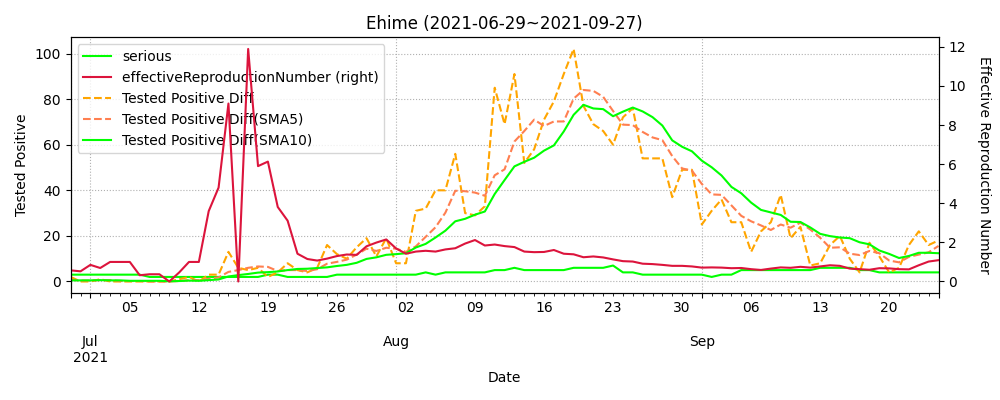 Ehime (2021-06-29~2021-09-27)
serious
effectiveReproductionNumber (right)
Tested Positive Diff
Tested Positive Diff(SMA5)
Tested Positive Diff(SMA10)
Tested Positive
100
80
60
40
20
0
12
10
8
6
4
2
0
Effective Reproduction Number
05 12 19 26 02 09 16 23 30 06 13 20
Jul Aug Sep
2021
Date